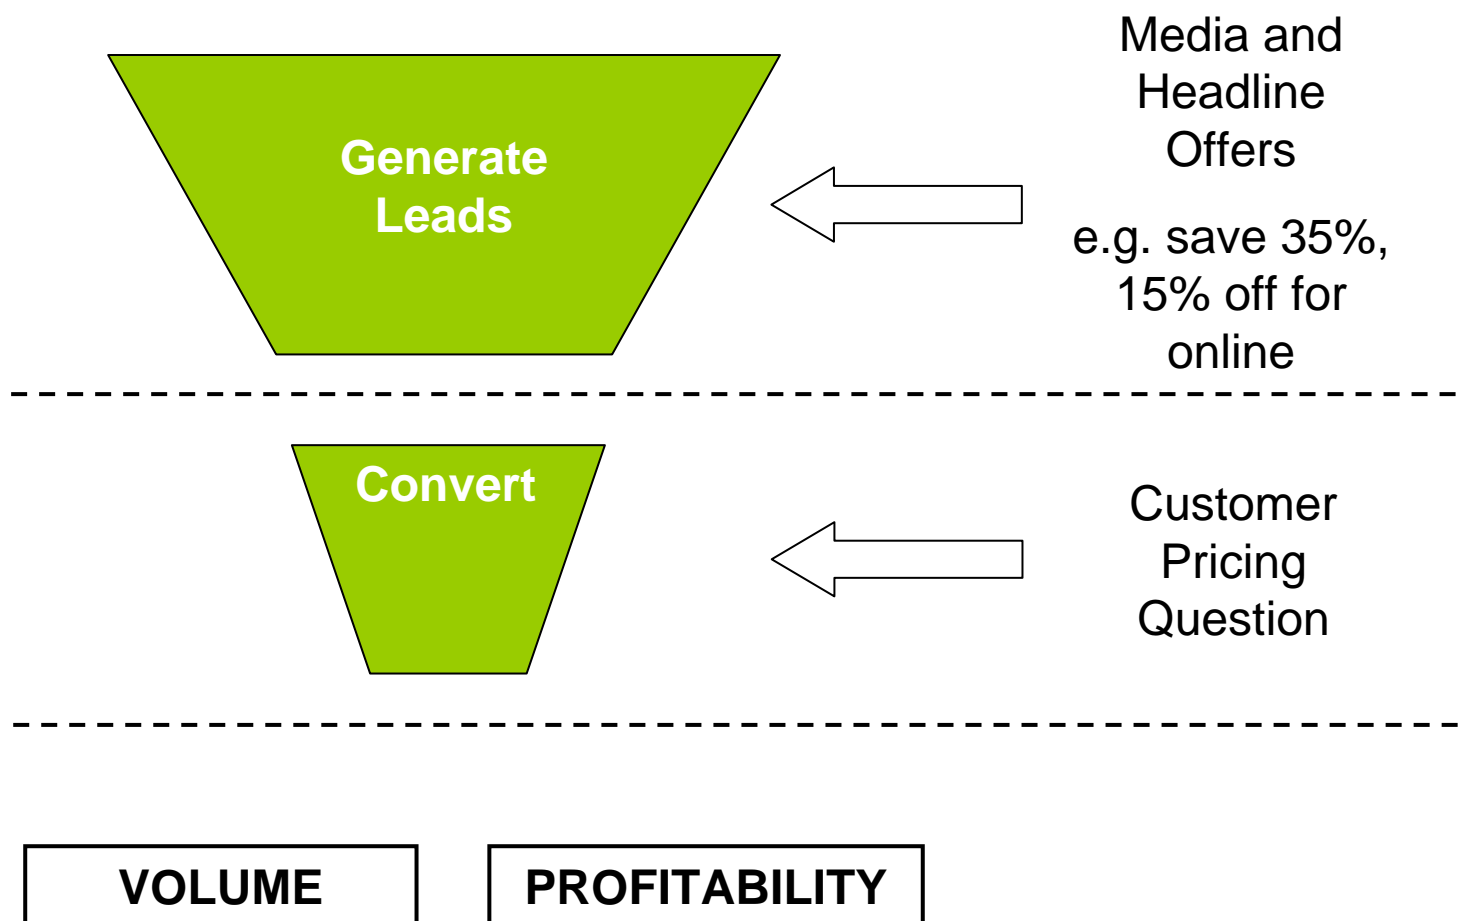 Media and
Headline
Offers
e.g. save 35%,
15% off for
online
Generate
Leads
Convert
Customer
Pricing
Question
VOLUME
PROFITABILITY